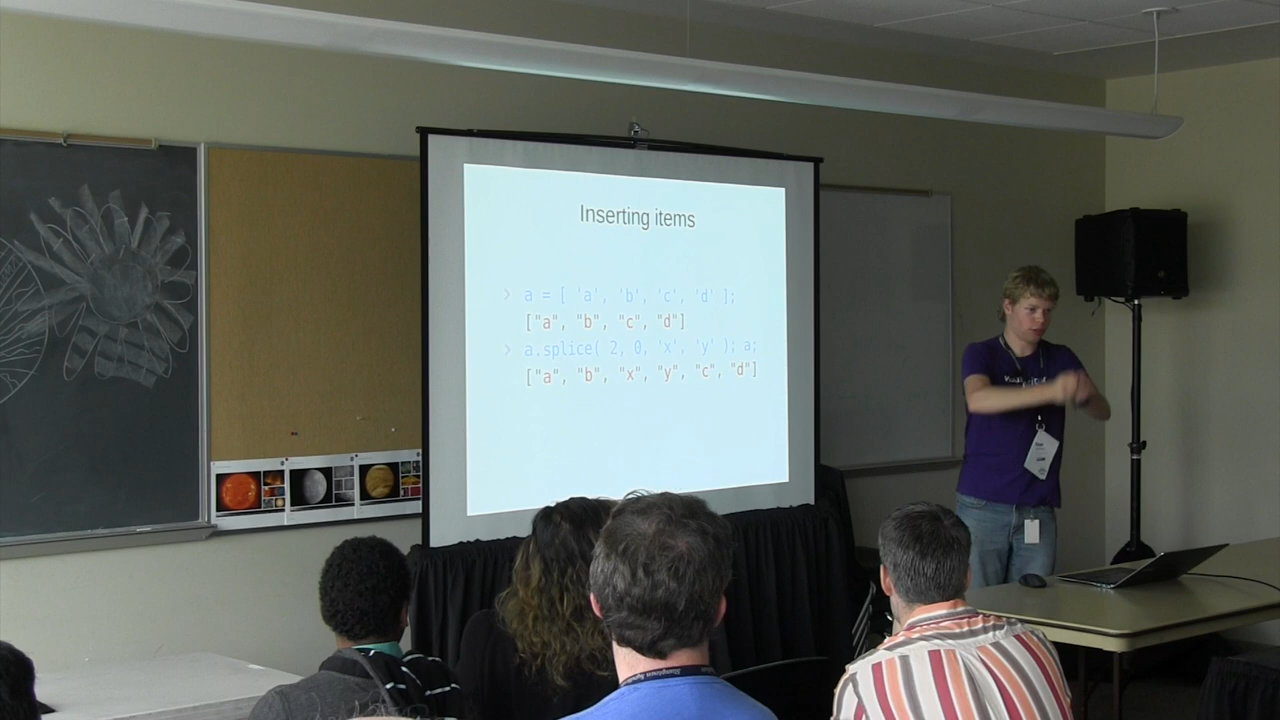 Inserting items
> a = [ 'a', 'b', 'c', 'd' ];
["a", "b", "c", "d"]
> a.splice( 2, 0, 'x', 'y' ); a;
["a", "b", "x", "y", "c", "d"]